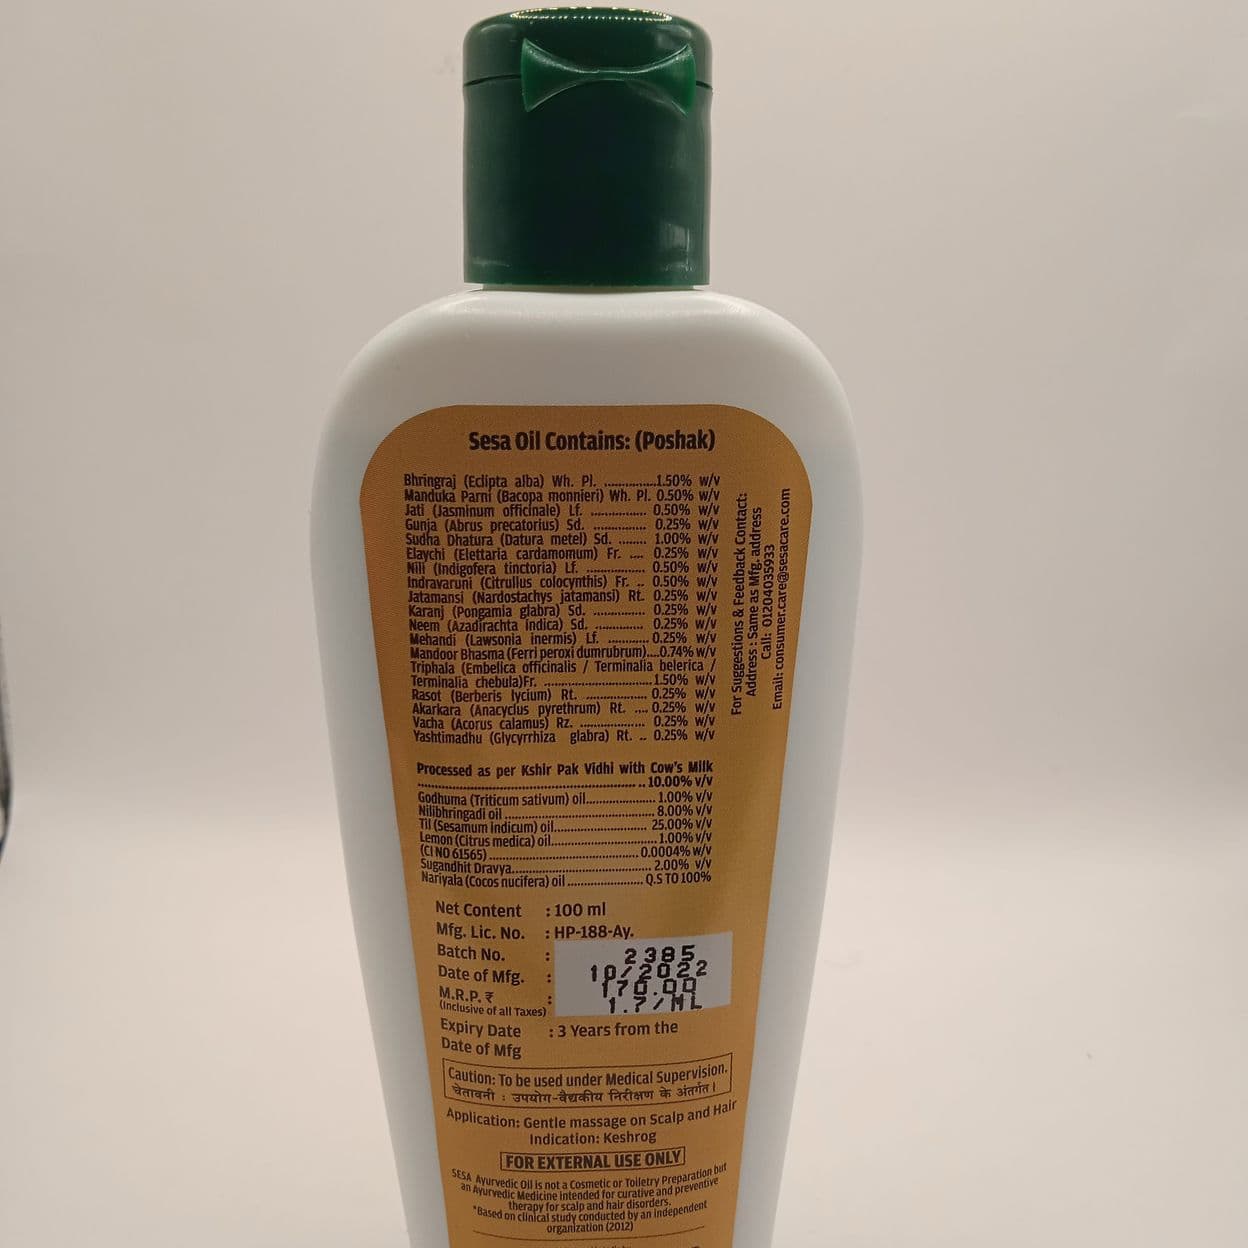 Sesa Oil Contains: (Poshak)
Bhringraj (Eclipta alba) Wh. Pl. ...............1.50% w/v
Manduka Parni (Bacopa monnieri) Wh. Pl. 0.50% w/v
Jati (Jasminum officinale) Lf. ................ 0.50% w/v
Gunja (Abrus precatorius) Sd. ............... 0.25% w/v
Sudha Dhatura (Datura metel) Sd. ........ 1.00% w/v
Elaychi (Elettaria cardamomum) Fr. .... 0.25% w/v
Nili (Indigofera tinctoria) Lf. ................. 0.50% w/v
Indravaruni (Citrullus colocynthis) Fr. .. 0.50% w/v
Jatamansi (Nardostachys jatamansi) Rt. 0.25% w/v
Karanj (Pongamia glabra) Sd. ............... 0.25% w/v
Neem (Azadirachta indica) Sd. .............. 0.25% w/v
Mehandi (Lawsonia inermis) Lf. ............ 0.25% w/v
Mandoor Bhasma (Ferri peroxi dumrubrum)....0.74% w/v
Triphala (Embelica officinalis / Terminalia belerica /
Terminalia chebula)Fr. ...............................1.50% w/v
Rasot (Berberis lycium) Rt. .................. 0.25% w/v
Akarkara (Anacyclus pyrethrum) Rt. .... 0.25% w/v
Vacha (Acorus calamus) Rz. ................... 0.25% w/v
Yashtimadhu (Glycyrrhiza glabra) Rt. .. 0.25% w/v
Processed as per Kshir Pak Vidhi with Cow's Milk
................................................ .. 10.00% v/v
Godhuma (Triticum sativum) oil.................... 1.00% v/v
Nilibhringadi oil ............................................ 8.00% v/v
Til (Sesamum indicum) oil........................... 25.00% v/v
Lemon (Citrus medica) oil................................1.00% v/v
(CI NO 61565) ............................................ 0.0004% w/v
Sugandhit Dravya......................................... 2.00% v/v
Nariyala (Cocos nucifera) oil ...................... Q.S TO 100%
For Suggestions & Feedback Contact:
Address : Same as Mfg. address
Call: 01204035933
Email: consumer.care@sesacare.com
Net Content : 100 ml
Mfg. Lic. No. : HP-188-Ay.
Batch No. : 2385
Date of Mfg. : 10/2022
M.R.P. ₹ : 170.00
(Inclusive of all Taxes) 1.7/ML
Expiry Date : 3 Years from the
Date of Mfg
Caution: To be used under Medical Supervision.
चेतावनी : उपयोग-वैद्यकीय निरीक्षण के अंतर्गत।
Application: Gentle massage on Scalp and Hair
Indication: Keshrog
FOR EXTERNAL USE ONLY
SESA Ayurvedic Oil is not a Cosmetic or Toiletry Preparation but
an Ayurvedic Medicine intended for curative and preventive
therapy for scalp and hair disorders.
*Based on clinical study conducted by an independent
organization (2012)